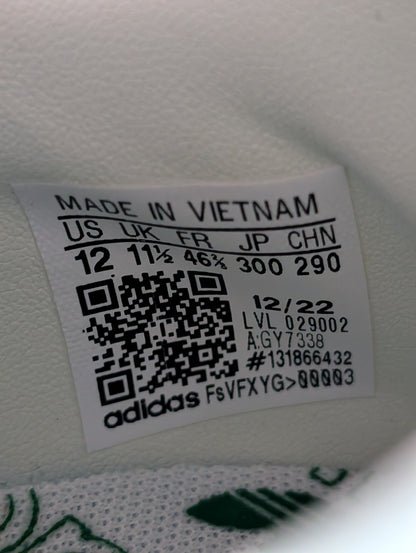 MADE IN VIETNAM
US UK FR JP CHN
12 11½ 46⅔ 300 290
12/22
LVL 029002
A:GY7338
#131866432
adidas FsVFXYG>00003